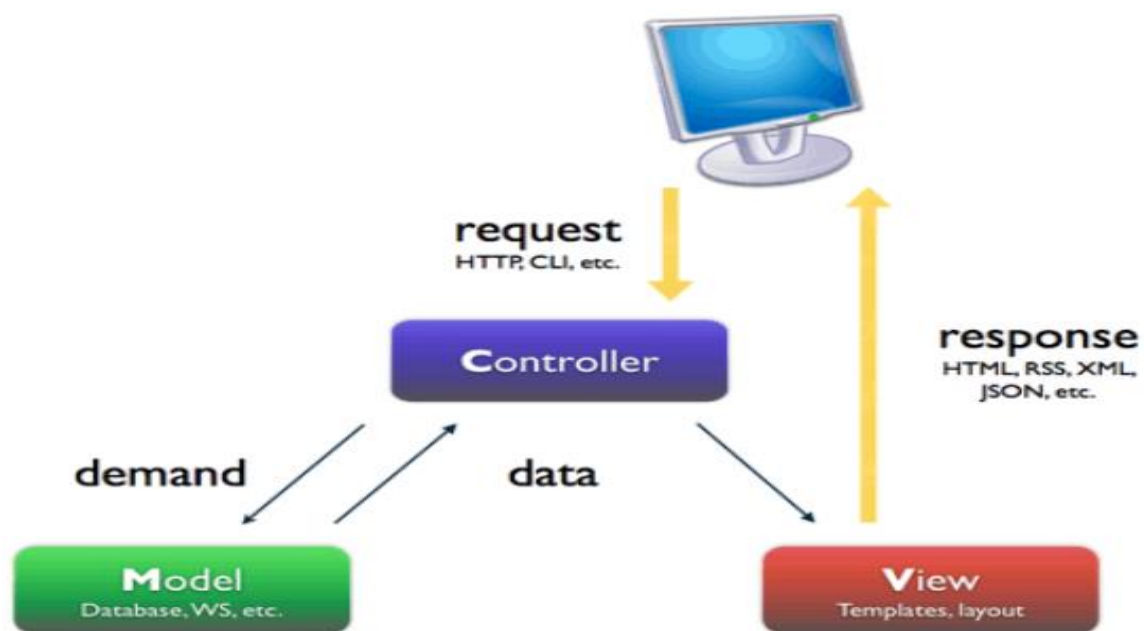 request
HTTP, CLI, etc.
Controller
response
HTML, RSS, XML,
JSON, etc.
demand
data
Model
Database, WS, etc.
View
Templates, layout